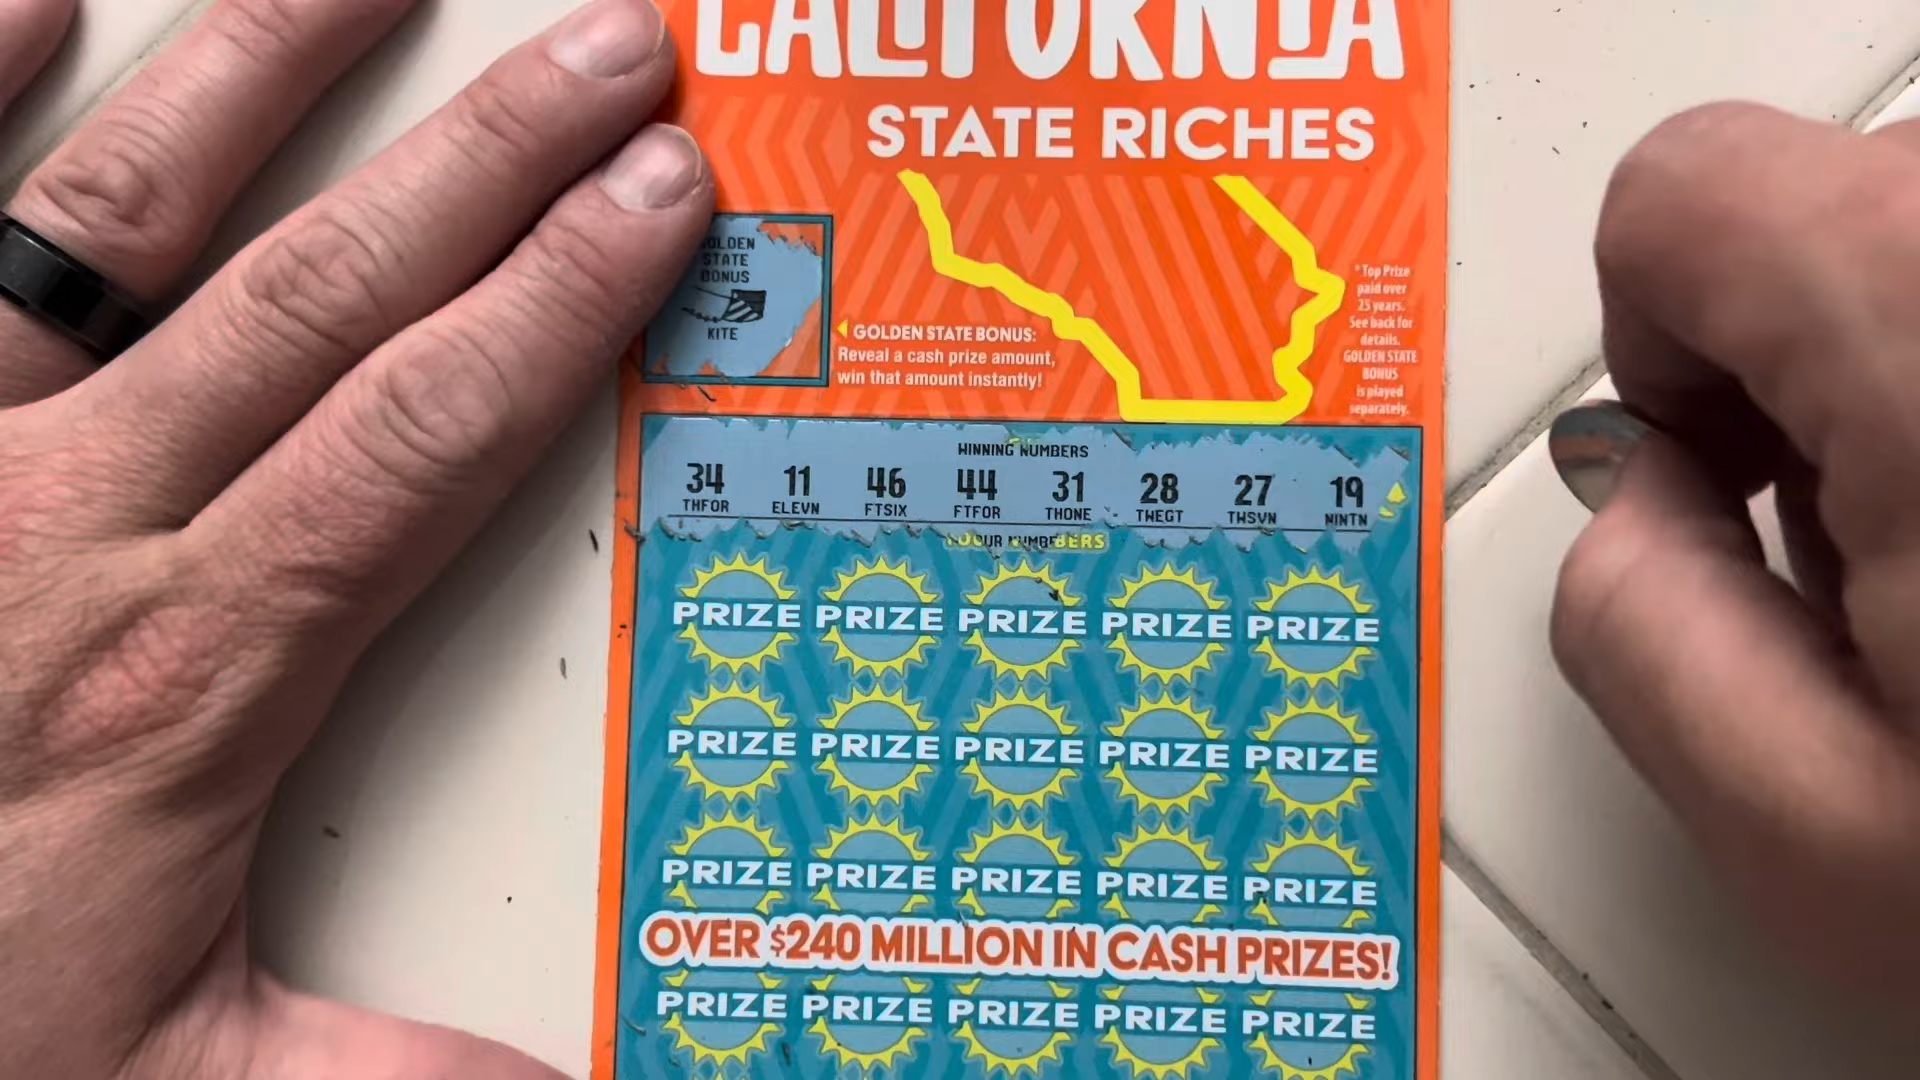 CALIFORNIA
STATE RICHES
GOLDEN
STATE
BONUS
KITE
GOLDEN STATE BONUS:
Reveal a cash prize amount,
win that amount instantly!
*Top Prize
paid over
25 years.
See back for
details.
GOLDEN STATE
BONUS
is played
separately.
WINNING NUMBERS
34 11 46 44 31 28 27 19
THFOR ELEVN FTSIX FTFOR THONE TWEGT TWSVN NINTN
YOUR NUMBERS
PRIZE PRIZE PRIZE PRIZE PRIZE
PRIZE PRIZE PRIZE PRIZE PRIZE
PRIZE PRIZE PRIZE PRIZE PRIZE
OVER $240 MILLION IN CASH PRIZES!
PRIZE PRIZE PRIZE PRIZE PRIZE